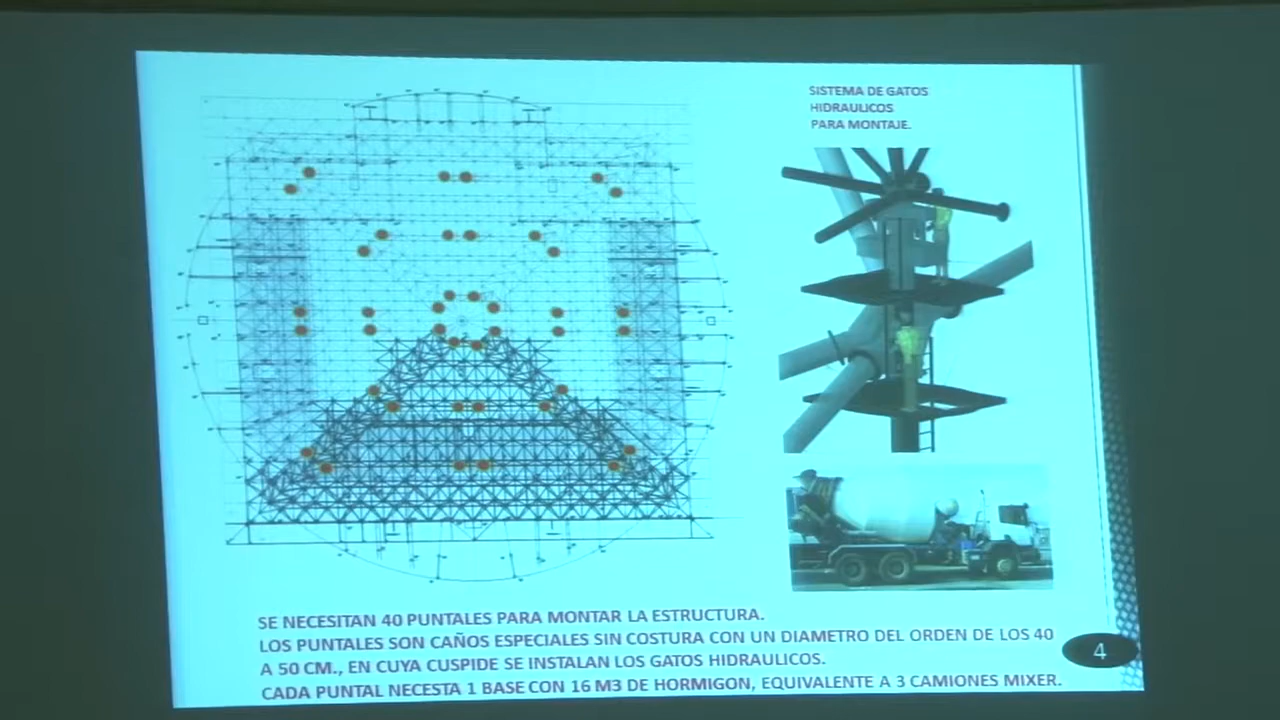 SISTEMA DE GATOS
HIDRAULICOS
PARA MONTAJE.
SE NECESITAN 40 PUNTALES PARA MONTAR LA ESTRUCTURA.
LOS PUNTALES SON CAÑOS ESPECIALES SIN COSTURA CON UN DIAMETRO DEL ORDEN DE LOS 40
A 50 CM., EN CUYA CUSPIDE SE INSTALAN LOS GATOS HIDRAULICOS.
CADA PUNTAL NECESTA 1 BASE CON 16 M3 DE HORMIGON, EQUIVALENTE A 3 CAMIONES MIXER.
4